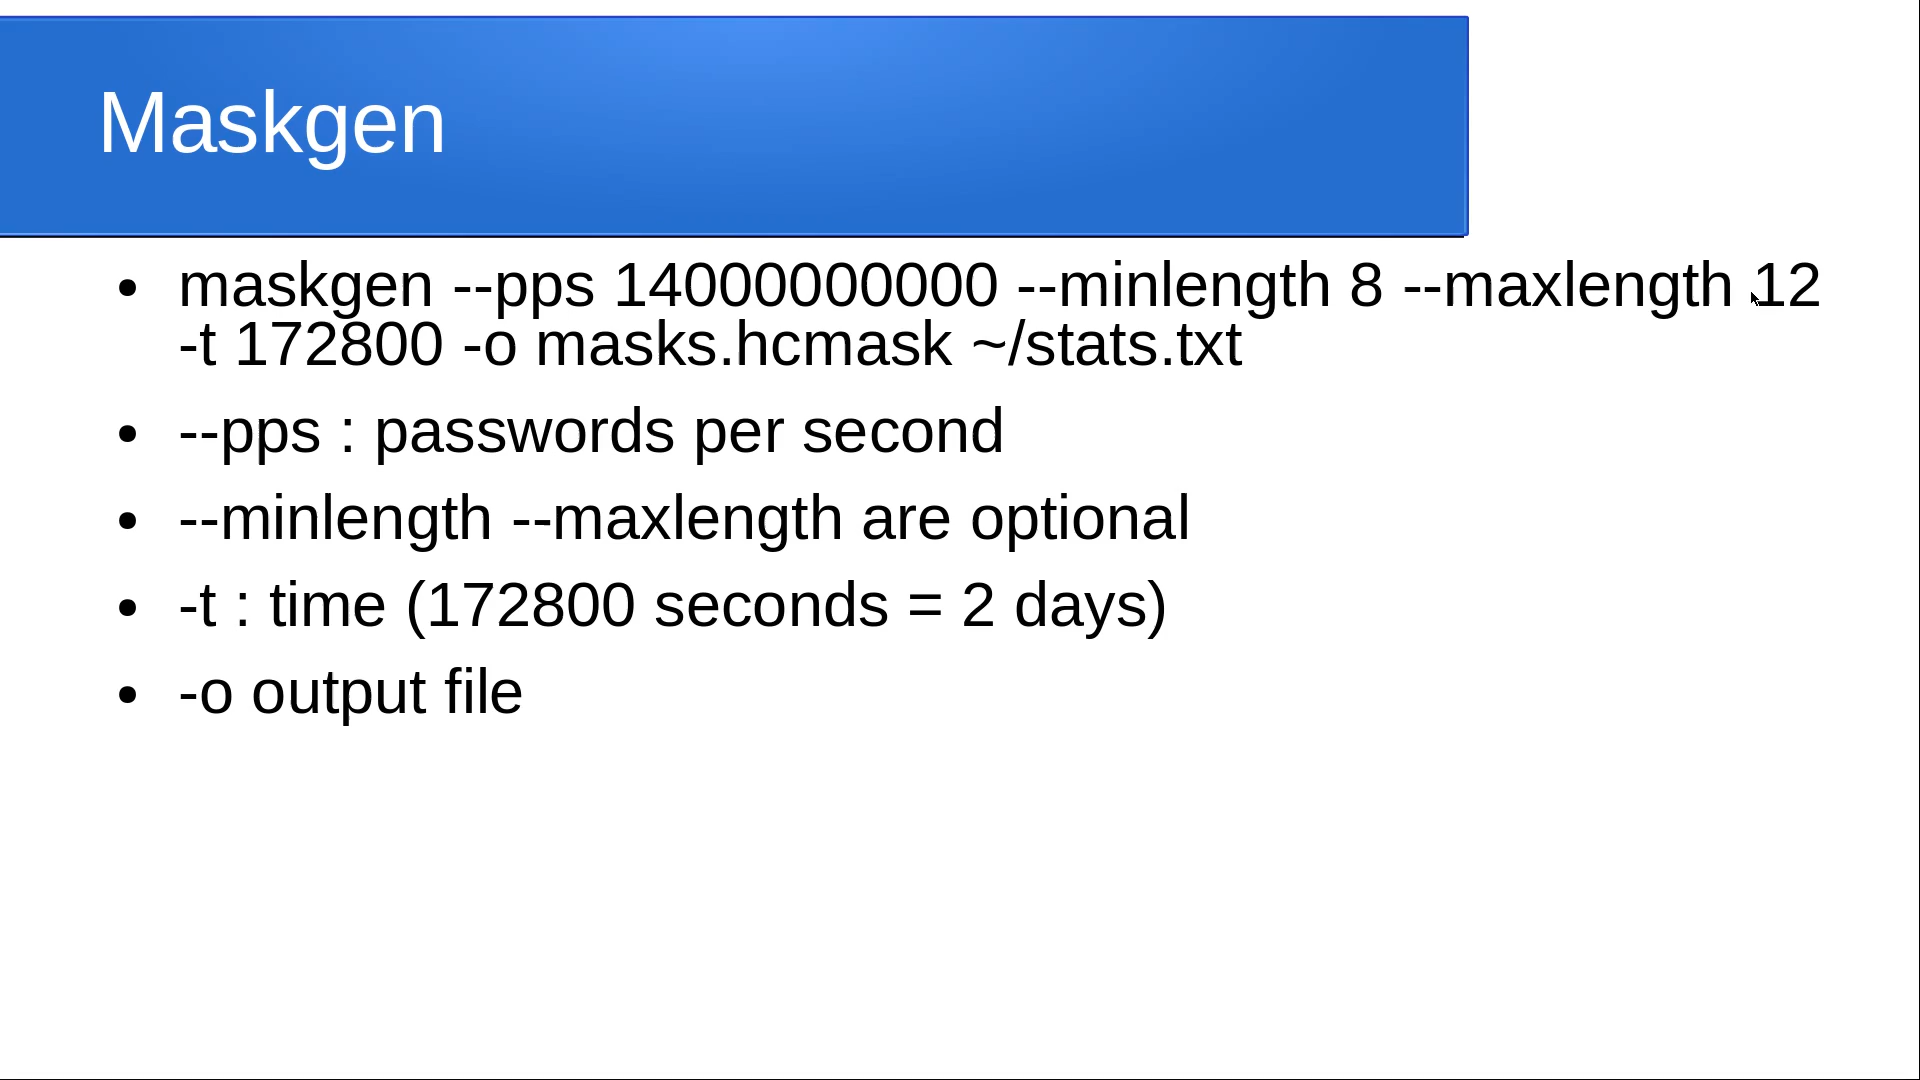 Maskgen
• maskgen --pps 14000000000 --minlength 8 --maxlength 12
-t 172800 -o masks.hcmask ~/stats.txt
• --pps : passwords per second
• --minlength --maxlength are optional
• -t : time (172800 seconds = 2 days)
• -o output file